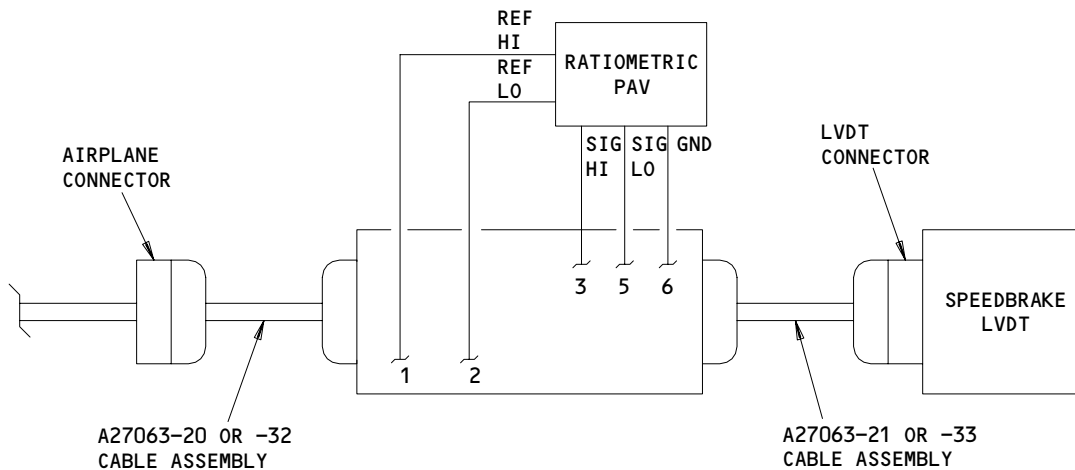 REF
HI
REF
LO
RATIOMETRIC
PAV
SIG
HI
SIG
LO
GND
AIRPLANE
CONNECTOR
LVDT
CONNECTOR
3
5
6
1
2
SPEEDBRAKE
LVDT
A27063-20 OR -32
CABLE ASSEMBLY
A27063-21 OR -33
CABLE ASSEMBLY